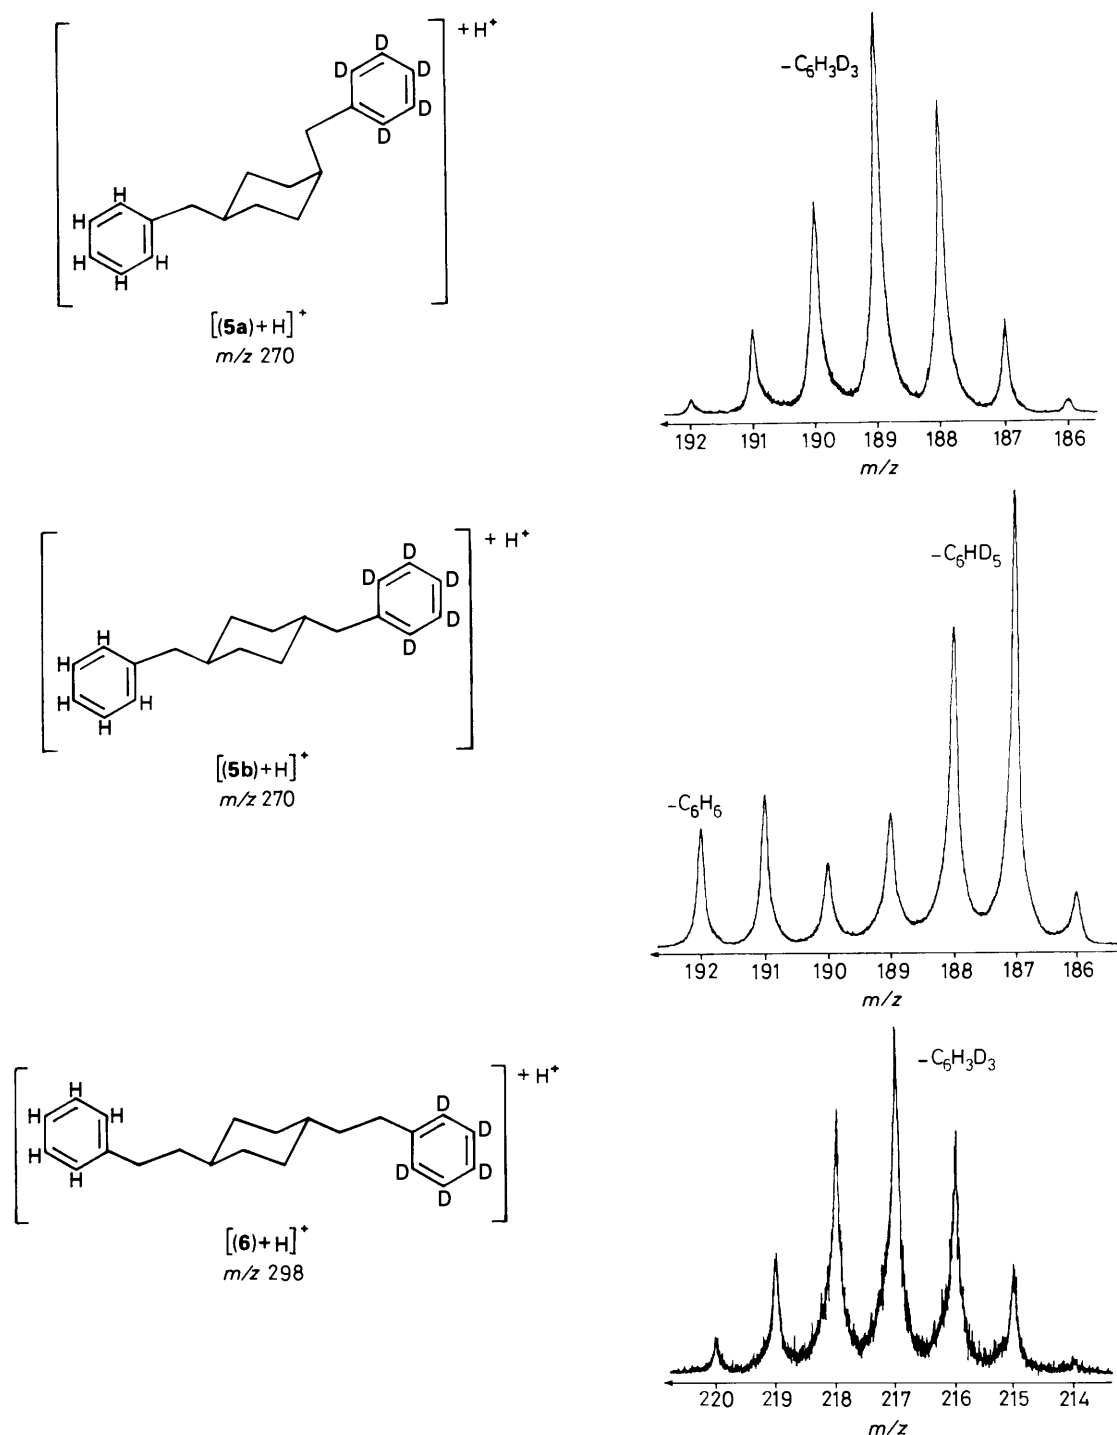 +H⁺
D
D D
D
D
H
H
H H
H
[(5a)+H]⁺
m/z 270
−C₆H₃D₃
192 191 190 189 188 187 186
m/z
+ H⁺
D
D D
D
D
H
H
H H
H
[(5b)+H]⁺
m/z 270
−C₆HD₅
−C₆H₆
192 191 190 189 188 187 186
m/z
+ H⁺
H
H H
H
H
D
D
D D
D
[(6)+H]⁺
m/z 298
−C₆H₃D₃
220 219 218 217 216 215 214
m/z